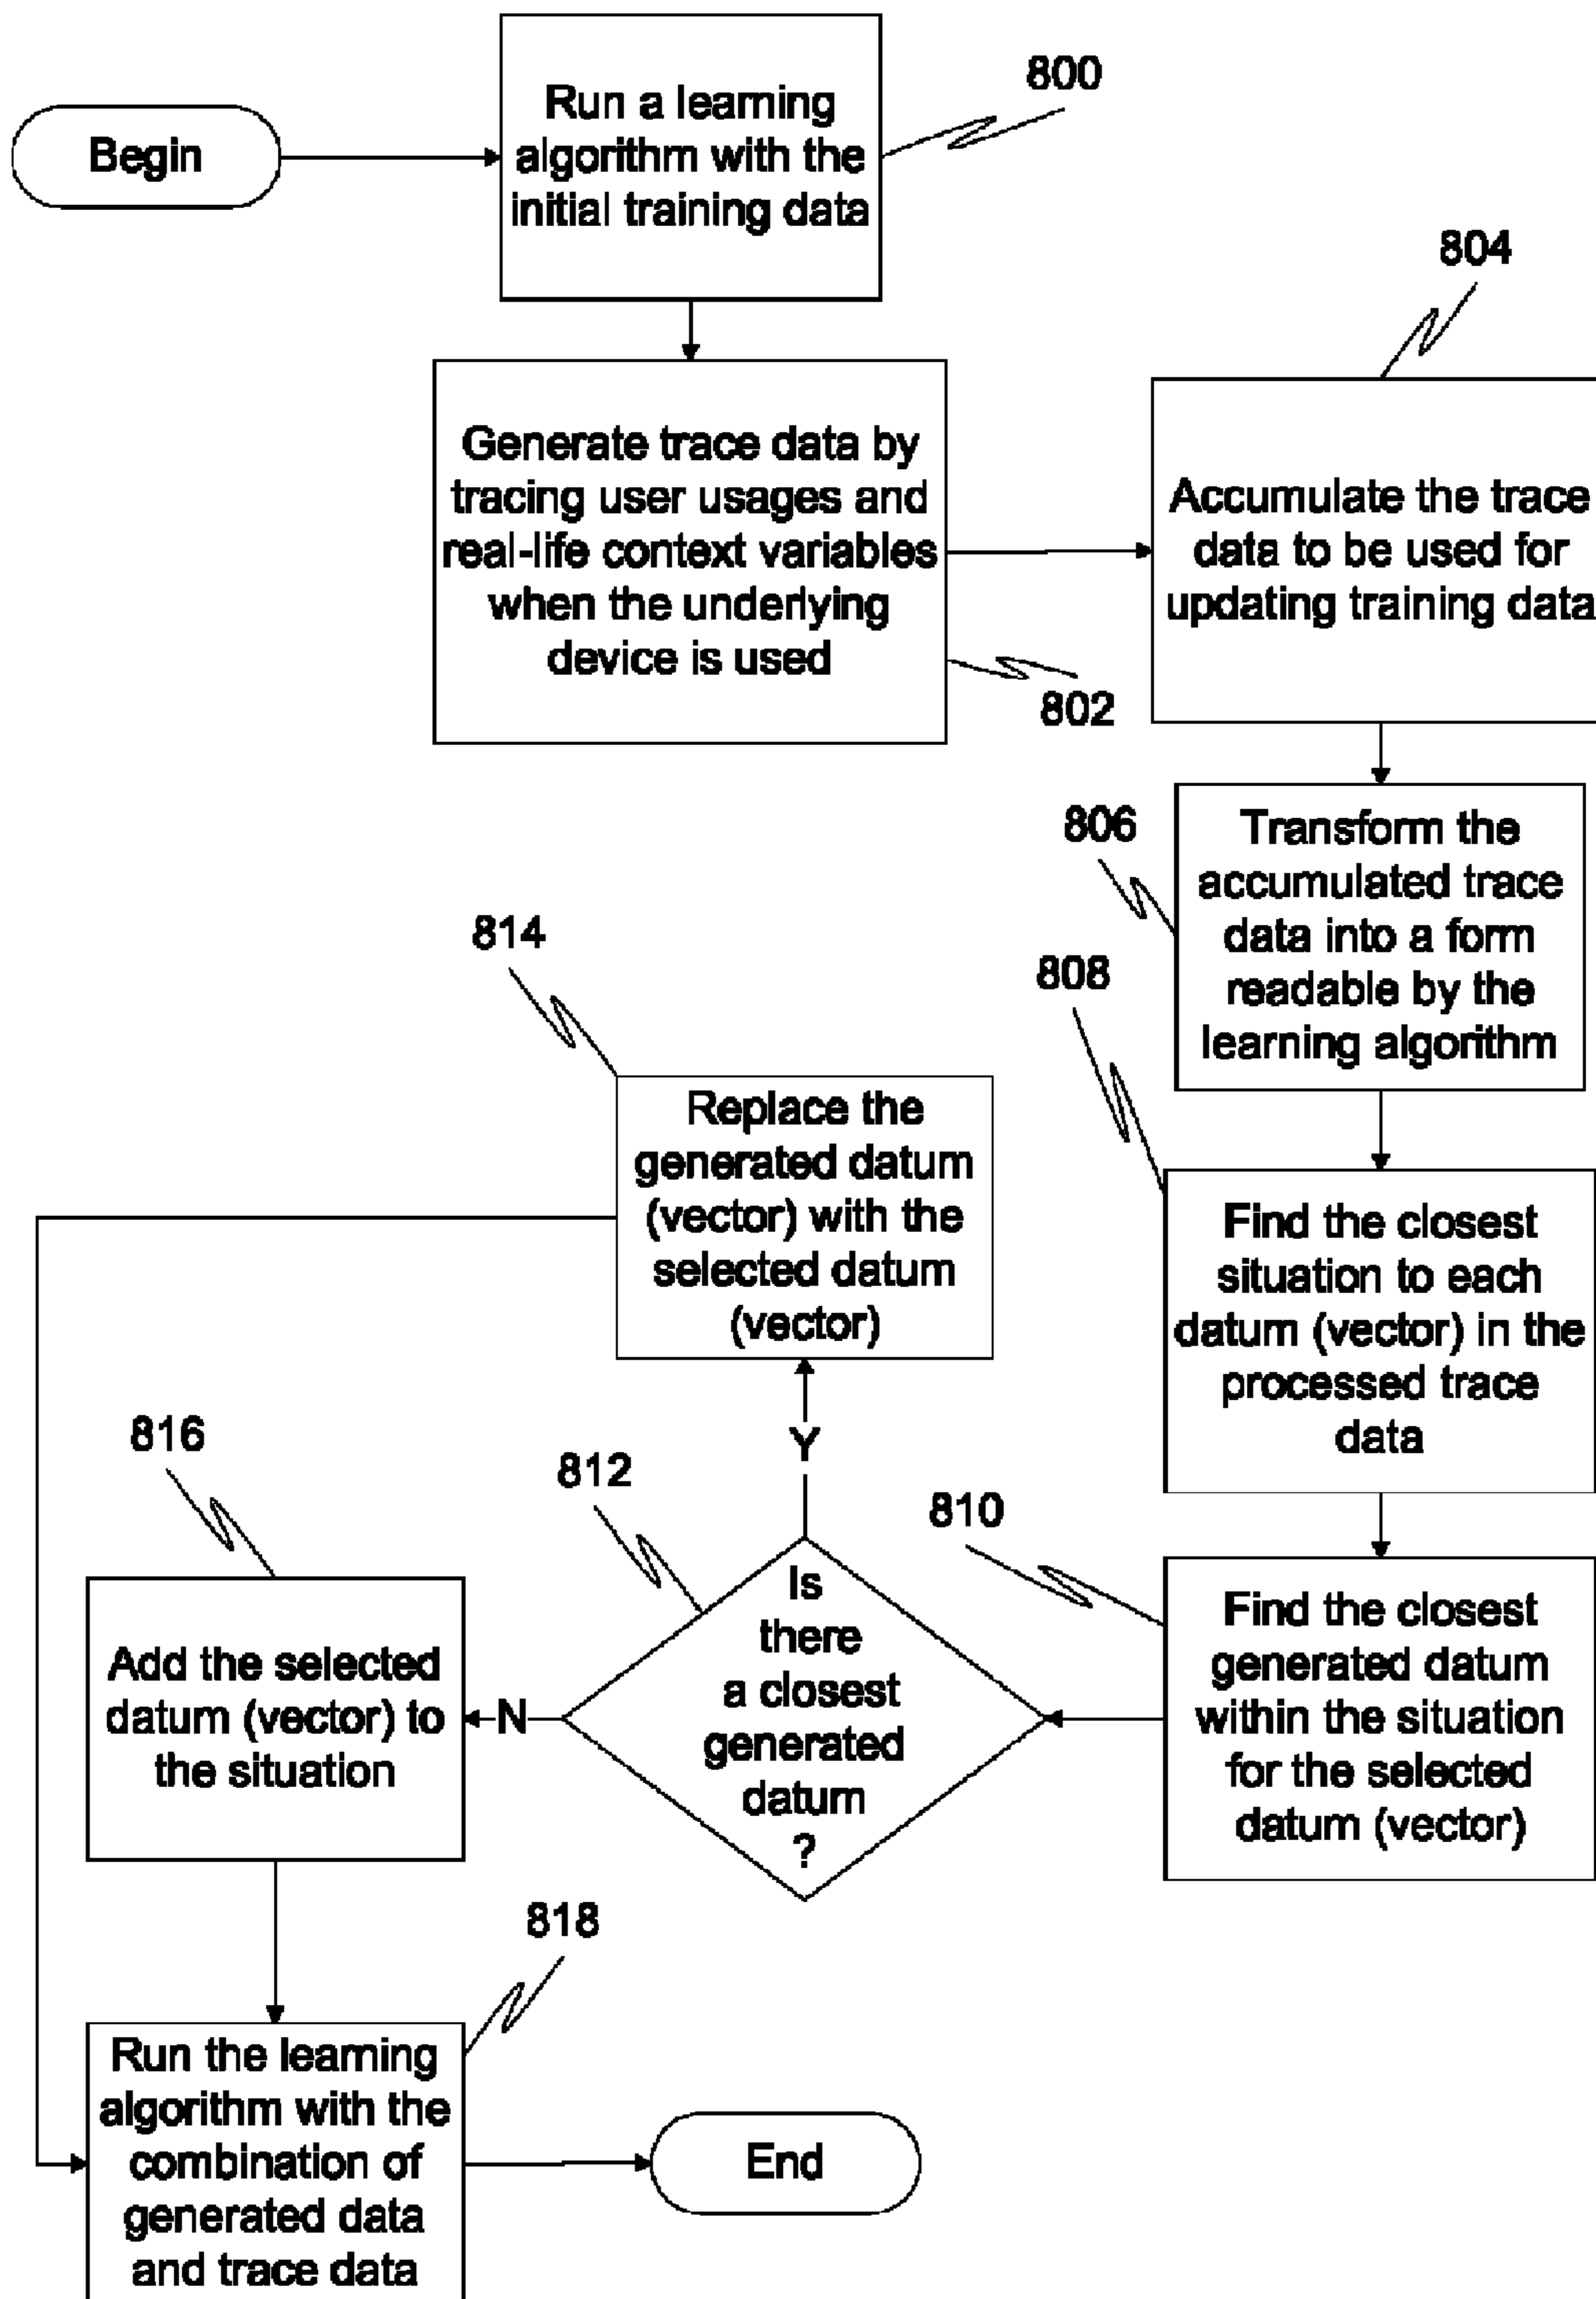 Begin
Run a learning
algorithm with the
initial training data
800
Generate trace data by
tracing user usages and
real-life context variables
when the underlying
device is used
802
804
Accumulate the trace
data to be used for
updating training data
806
Transform the
accumulated trace
data into a form
readable by the
learning algorithm
808
Find the closest
situation to each
datum (vector) in the
processed trace
data
810
Find the closest
generated datum
within the situation
for the selected
datum (vector)
812
Is
there
a closest
generated
datum
?
Y
814
Replace the
generated datum
(vector) with the
selected datum
(vector)
N
816
Add the selected
datum (vector) to
the situation
818
Run the learning
algorithm with the
combination of
generated data
and trace data
End